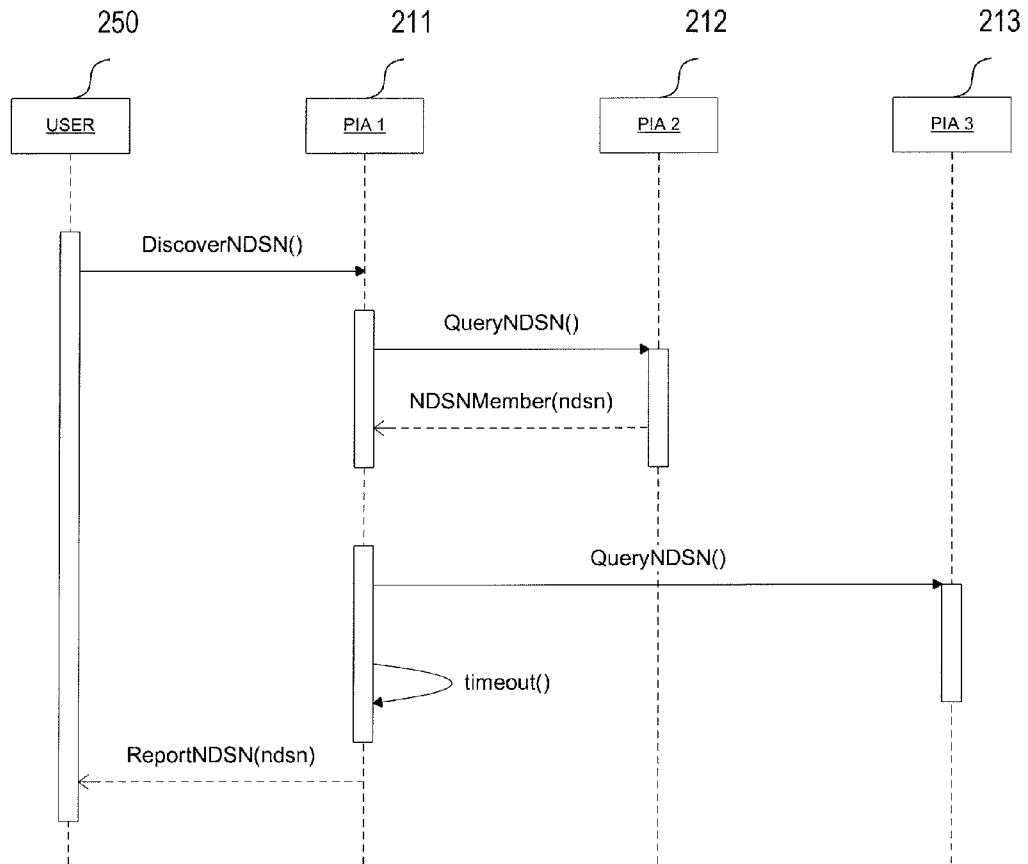 250
211
212
213
USER
PIA 1
PIA 2
PIA 3
DiscoverNDSN()
QueryNDSN()
NDSNMember(ndsn)
QueryNDSN()
timeout()
ReportNDSN(ndsn)